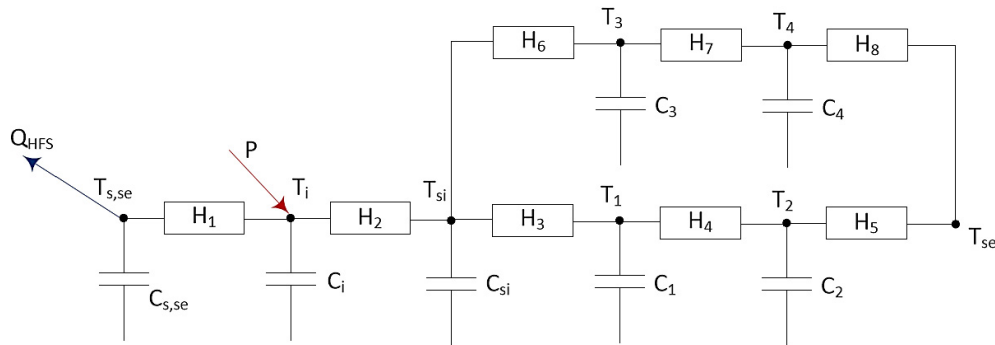 T3
T4
H6
H7
H8
C3
C4
QHFS
P
Ts,se
Ti
Tsi
T1
T2
H1
H2
H3
H4
H5
Tse
Cs,se
Ci
Csi
C1
C2